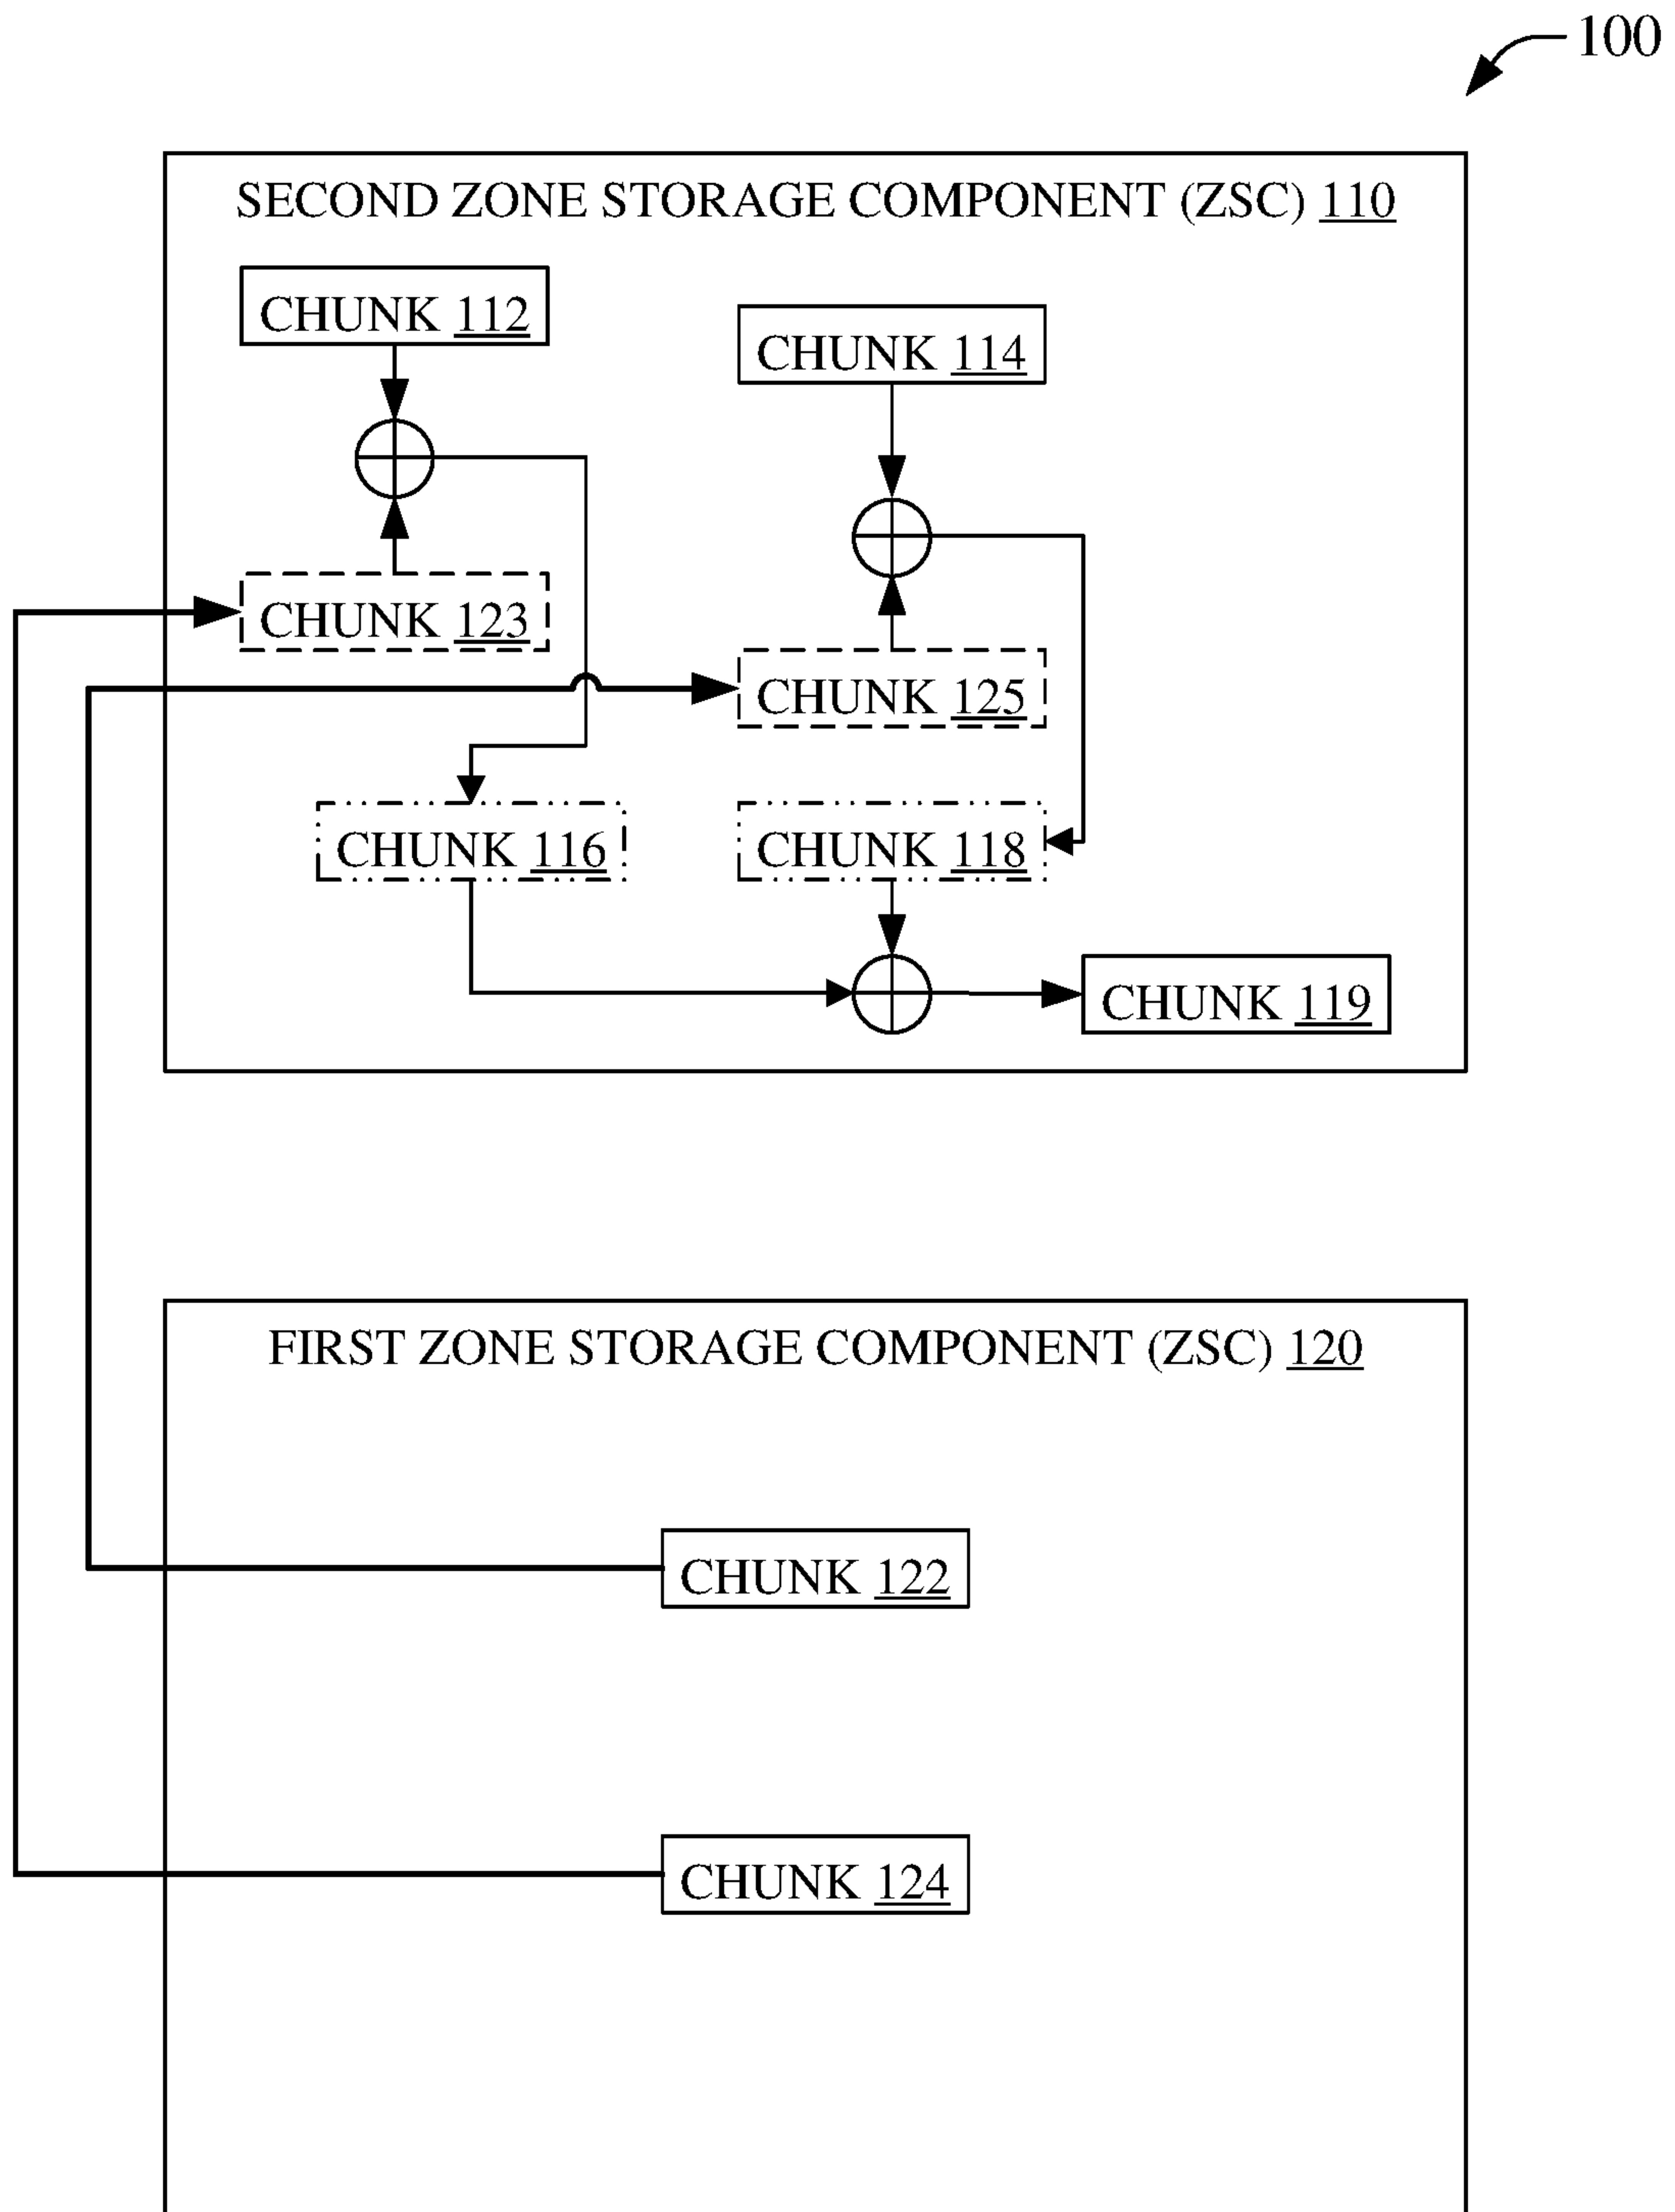 100
SECOND ZONE STORAGE COMPONENT (ZSC) 110
CHUNK 112
CHUNK 114
CHUNK 123
CHUNK 125
CHUNK 116
CHUNK 118
CHUNK 119
FIRST ZONE STORAGE COMPONENT (ZSC) 120
CHUNK 122
CHUNK 124